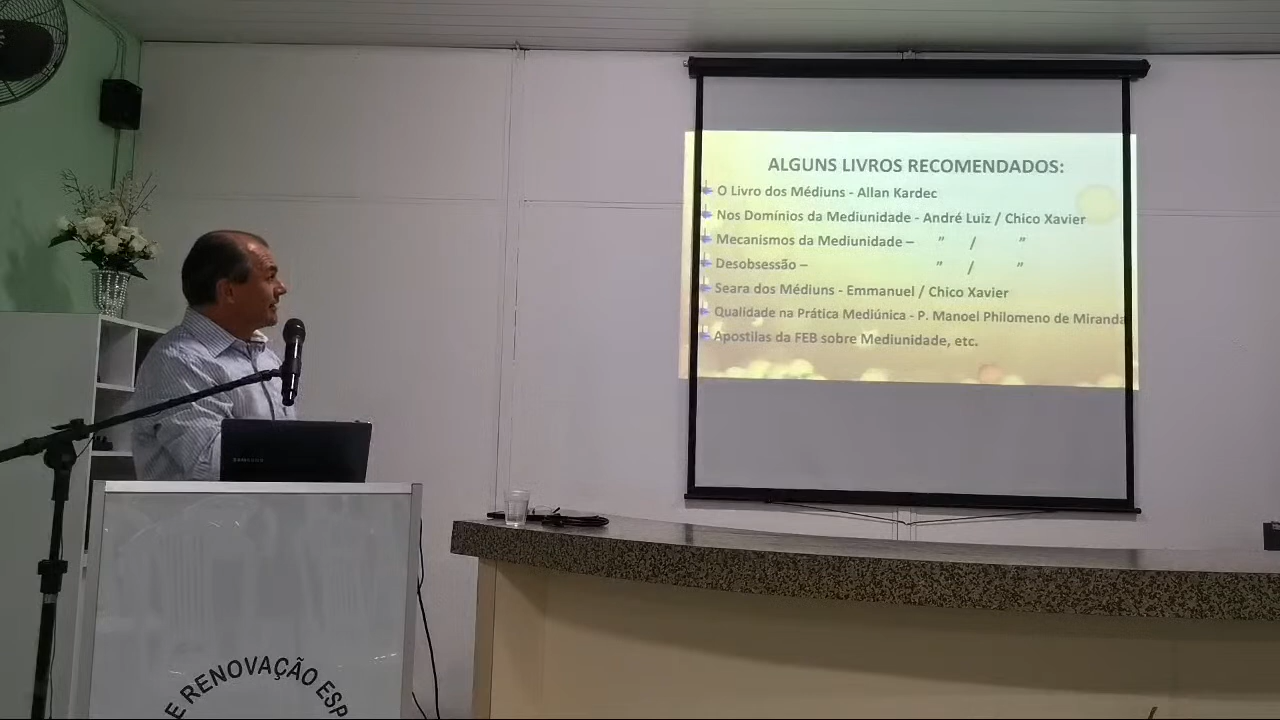 ALGUNS LIVROS RECOMENDADOS:
O Livro dos Médiuns - Allan Kardec
Nos Domínios da Mediunidade - André Luiz / Chico Xavier
Mecanismos da Mediunidade – " / "
Desobsessão – " / "
Seara dos Médiuns - Emmanuel / Chico Xavier
Qualidade na Prática Mediúnica - P. Manoel Philomeno de Miranda
Apostilas da FEB sobre Mediunidade, etc.
SAMSUNG
E RENOVAÇÃO ESP